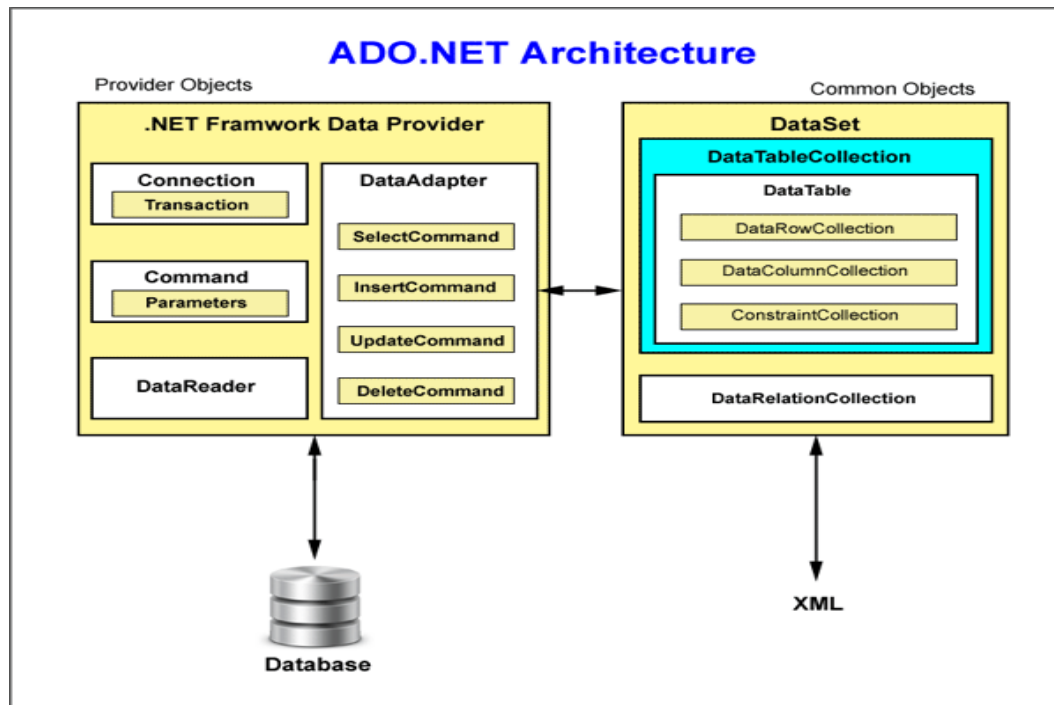 ADO.NET Architecture
Provider Objects
Common Objects
.NET Framwork Data Provider
Connection
Transaction
Command
Parameters
DataReader
DataAdapter
SelectCommand
InsertCommand
UpdateCommand
DeleteCommand
DataSet
DataTableCollection
DataTable
DataRowCollection
DataColumnCollection
ConstraintCollection
DataRelationCollection
Database
XML